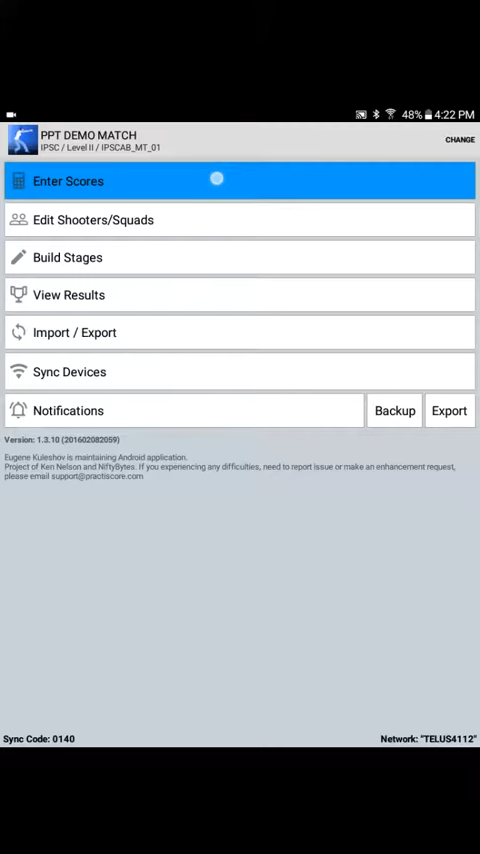 48% 4:22 PM
PPT DEMO MATCH
IPSC / Level II / IPSCAB_MT_01
CHANGE
Enter Scores
Edit Shooters/Squads
Build Stages
View Results
Import / Export
Sync Devices
Notifications
Backup
Export
Version: 1.3.10 (201602082059)
Eugene Kuleshov is maintaining Android application.
Project of Ken Nelson and NiftyBytes. If you experiencing any difficulties, need to report issue or make an enhancement request,
please email support@practiscore.com
Sync Code: 0140
Network: "TELUS4112"